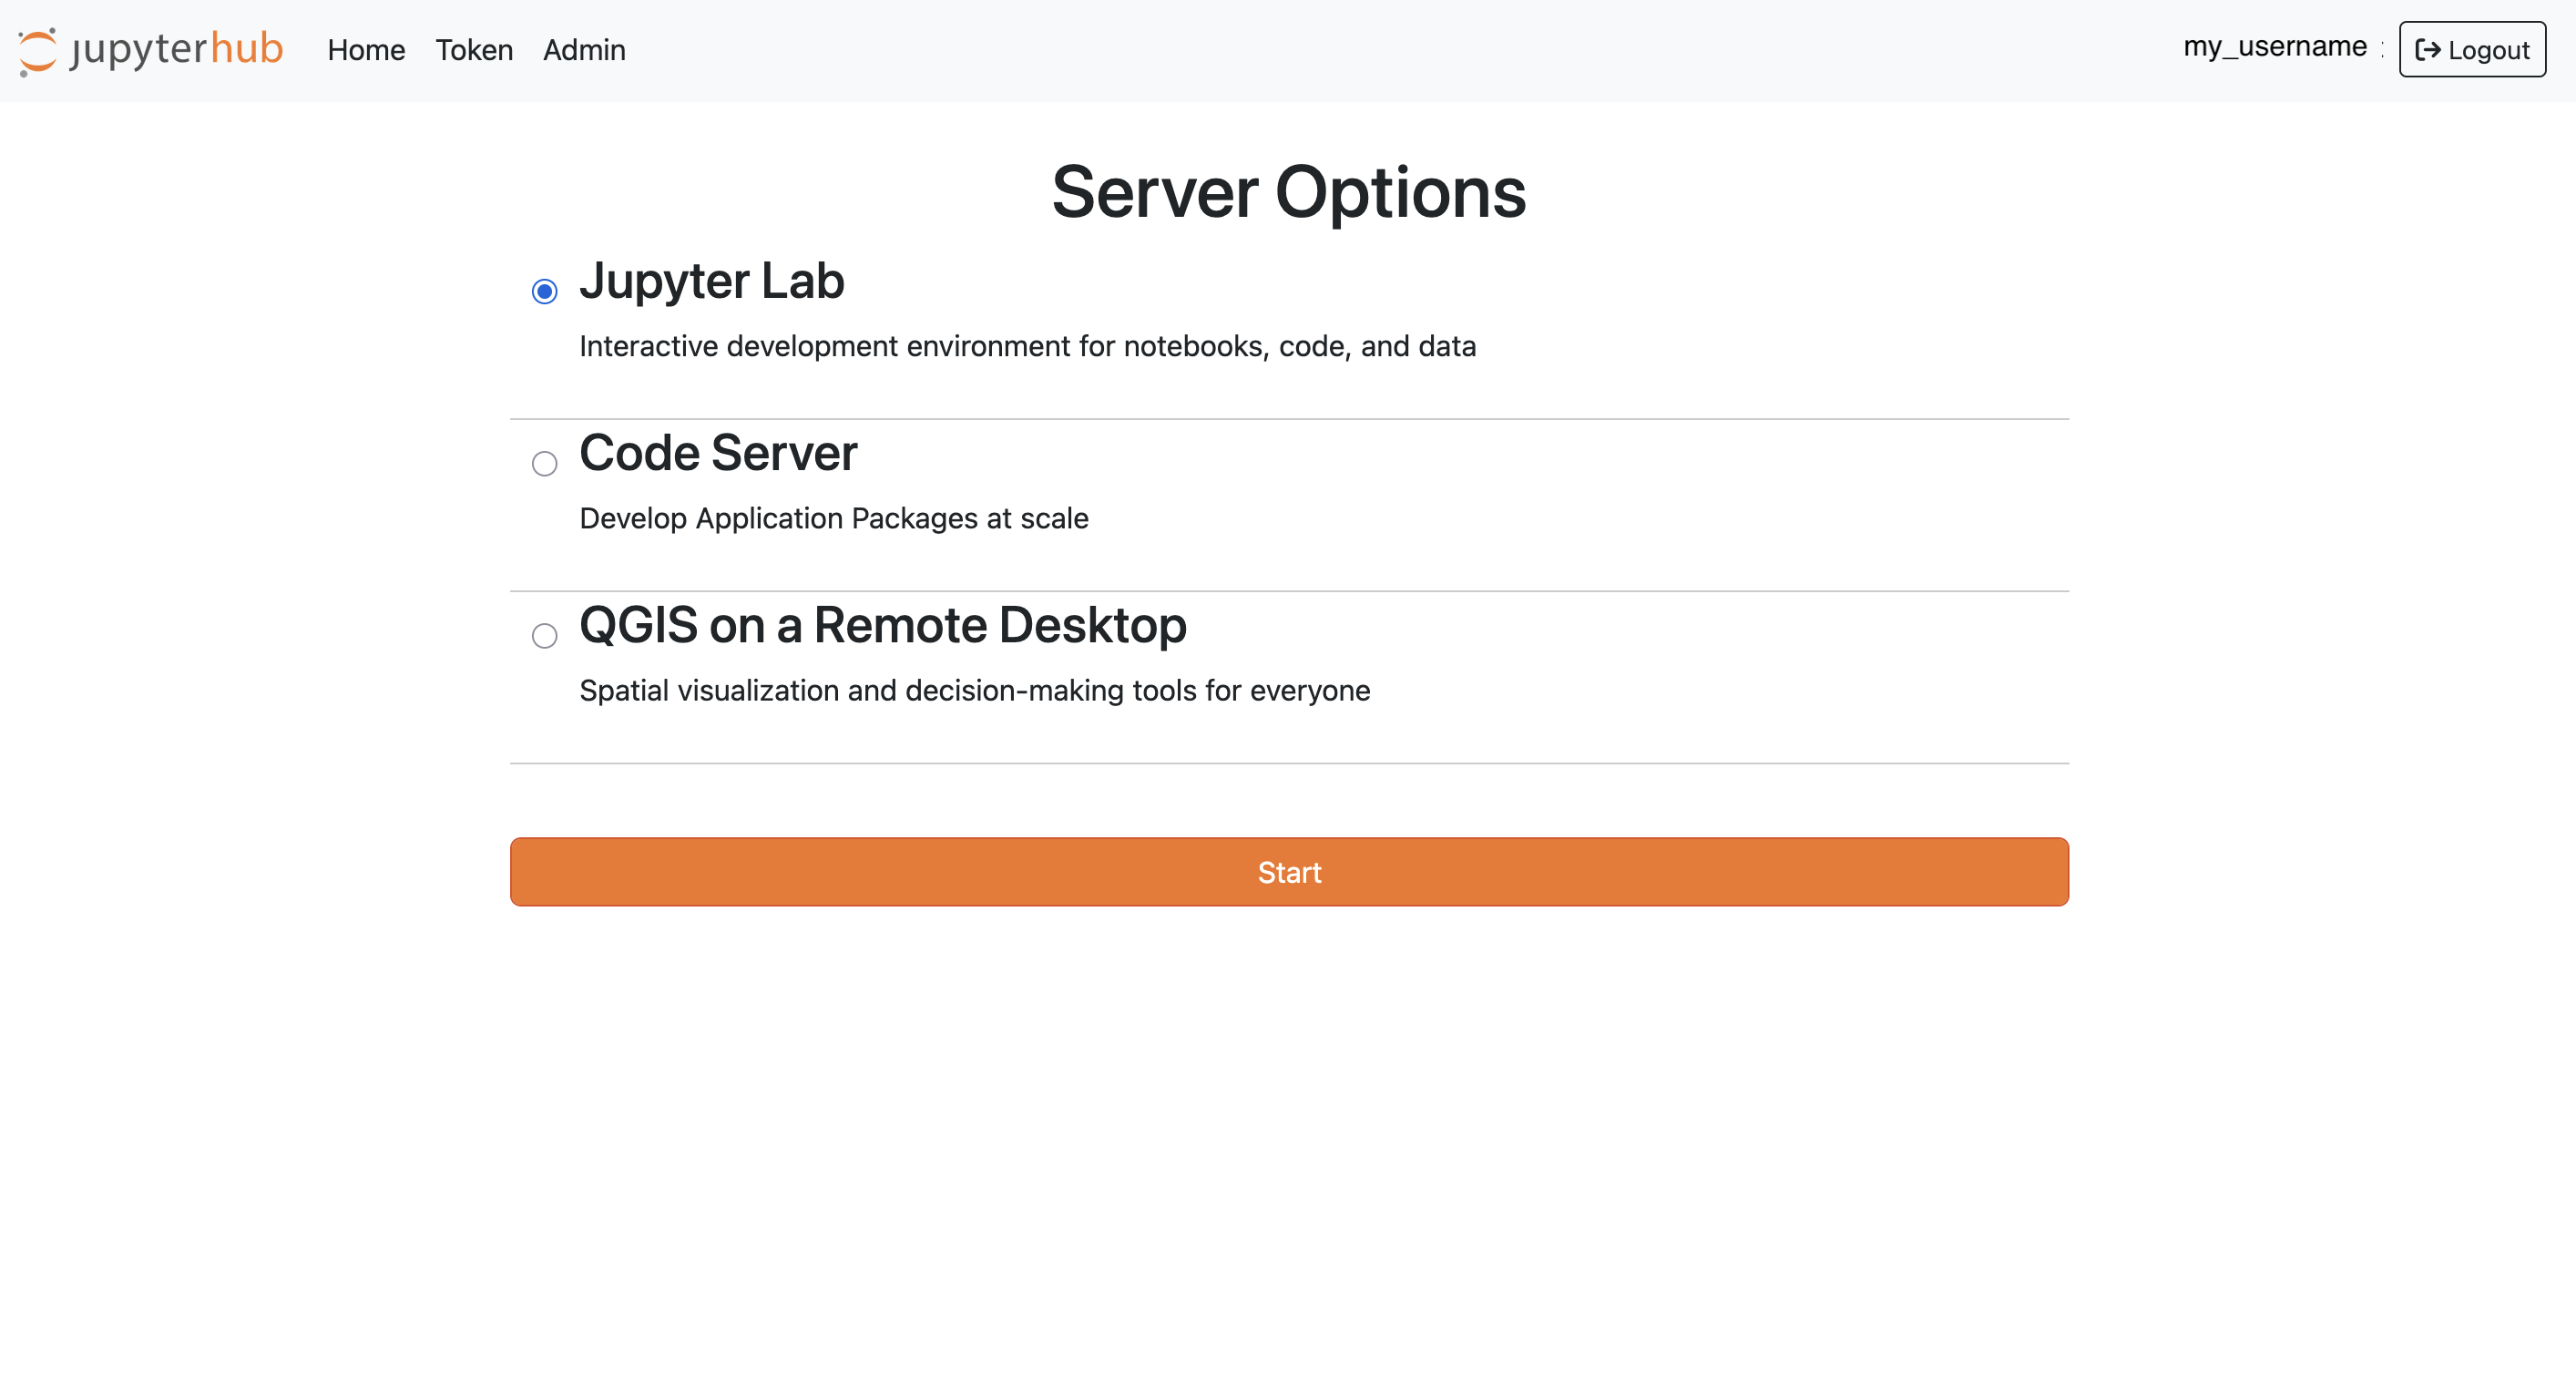 jupyterhub Home Token Admin my_username Logout
Server Options
Jupyter Lab
Interactive development environment for notebooks, code, and data
Code Server
Develop Application Packages at scale
QGIS on a Remote Desktop
Spatial visualization and decision-making tools for everyone
Start